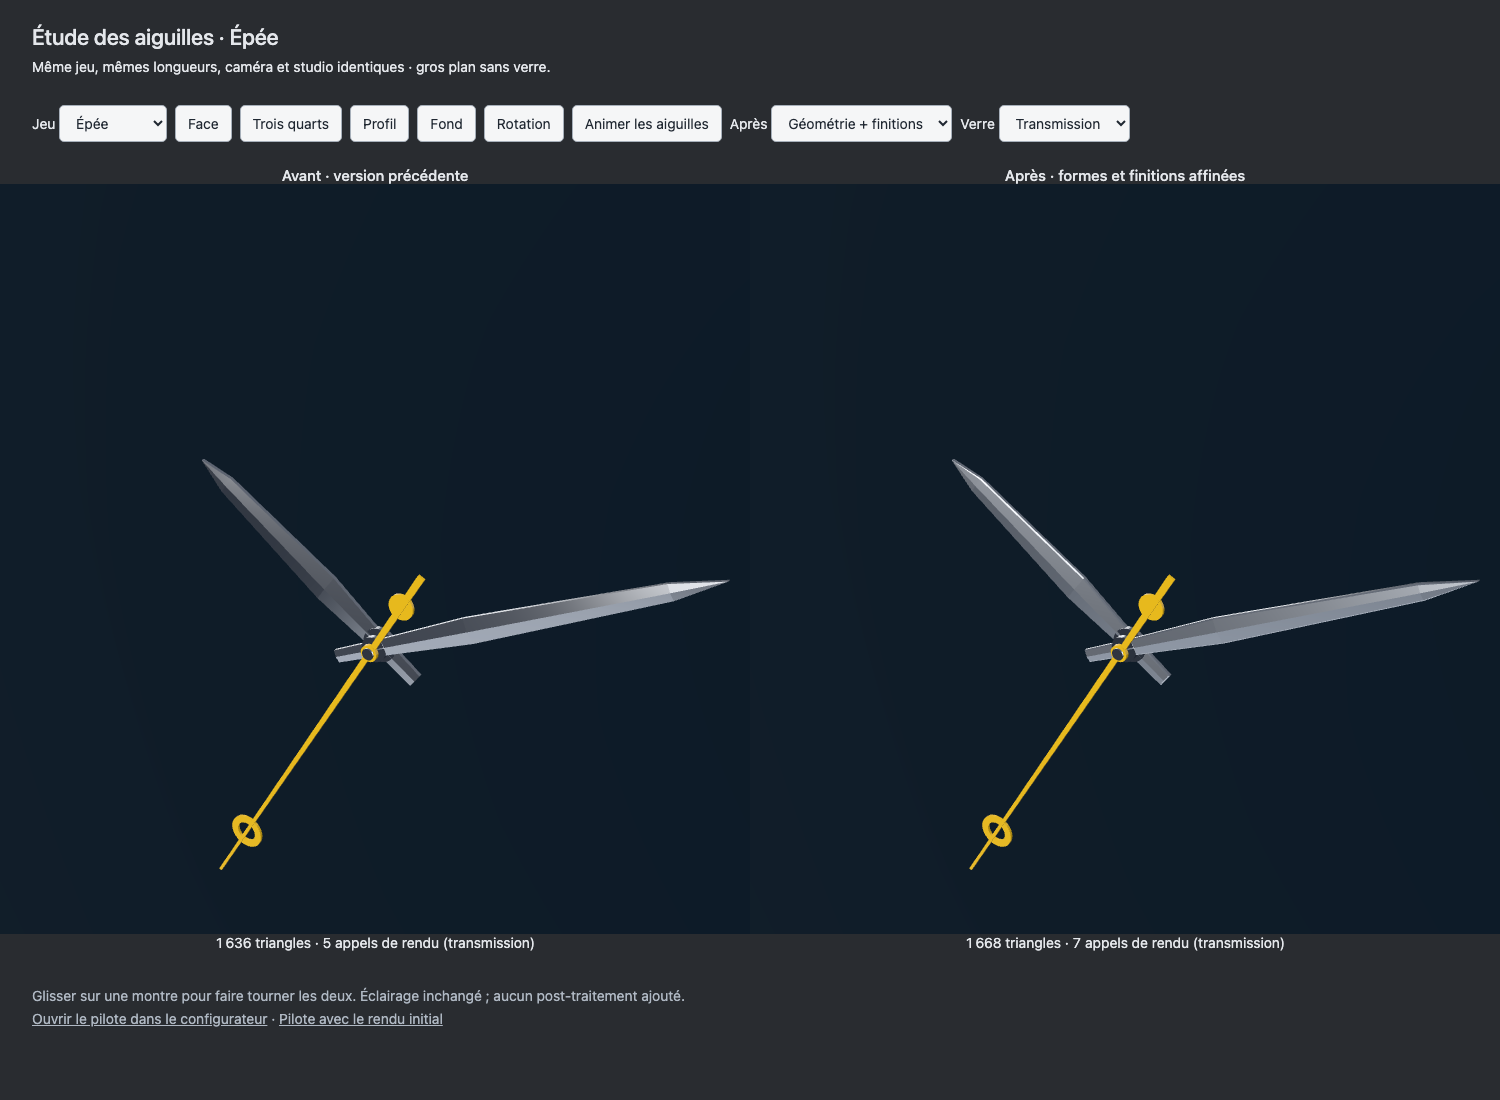 Étude des aiguilles · Épée
Même jeu, mêmes longueurs, caméra et studio identiques · gros plan sans verre.
Jeu Épée Face Trois quarts Profil Fond Rotation Animer les aiguilles Après Géométrie + finitions Verre Transmission
Avant · version précédente
Après · formes et finitions affinées
1 636 triangles · 5 appels de rendu (transmission)
1 668 triangles · 7 appels de rendu (transmission)
Glisser sur une montre pour faire tourner les deux. Éclairage inchangé ; aucun post-traitement ajouté.
Ouvrir le pilote dans le configurateur · Pilote avec le rendu initial